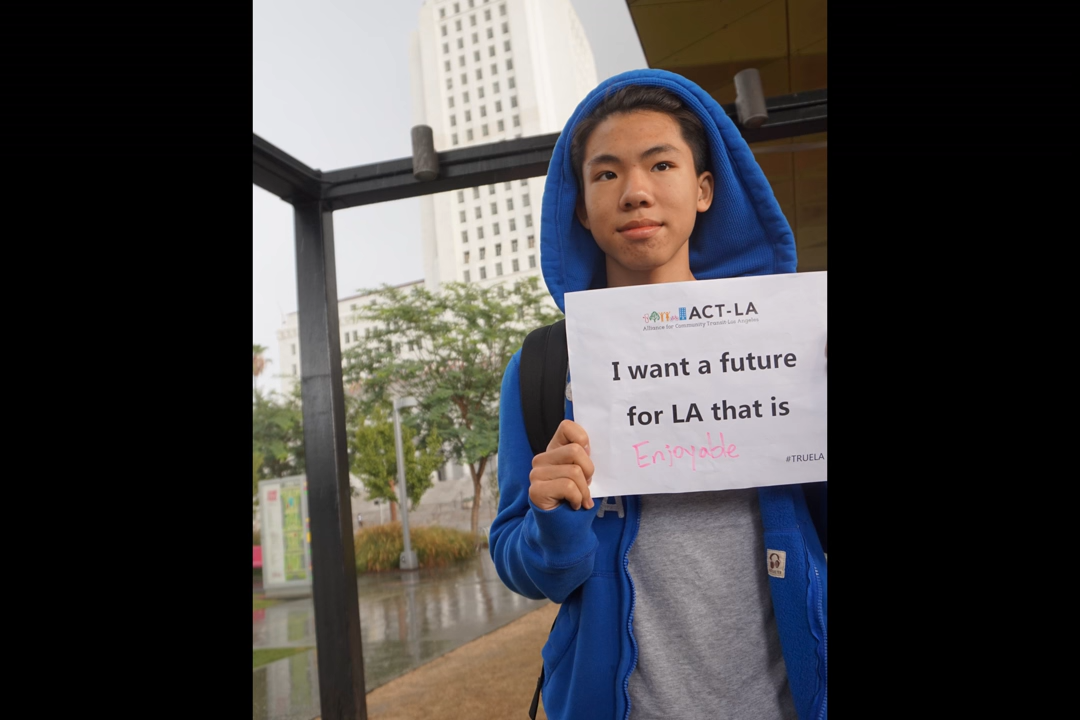 ACT-LA
Alliance for Community Transit-Los Angeles
I want a future
for LA that is
Enjoyable
#TRUELA
A